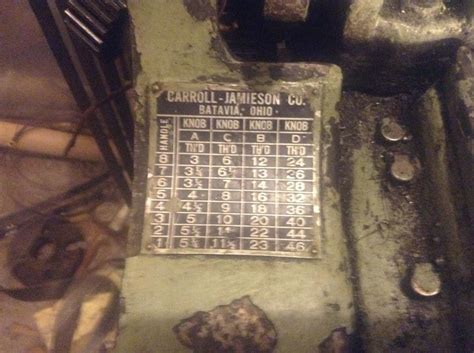 CARROLL-JAMIESON CO.
BATAVIA, OHIO
HANDLE KNOB KNOB KNOB KNOB
A C B D
TH'D TH'D TH'D TH'D
8 3 6 12 24
7 3¼ 6½ 13 26
6 3½ 7 14 28
5 4 8 16 32
4 4½ 9 18 36
3 5 10 20 40
2 5½ 11 22 44
1 5¾ 11½ 23 46